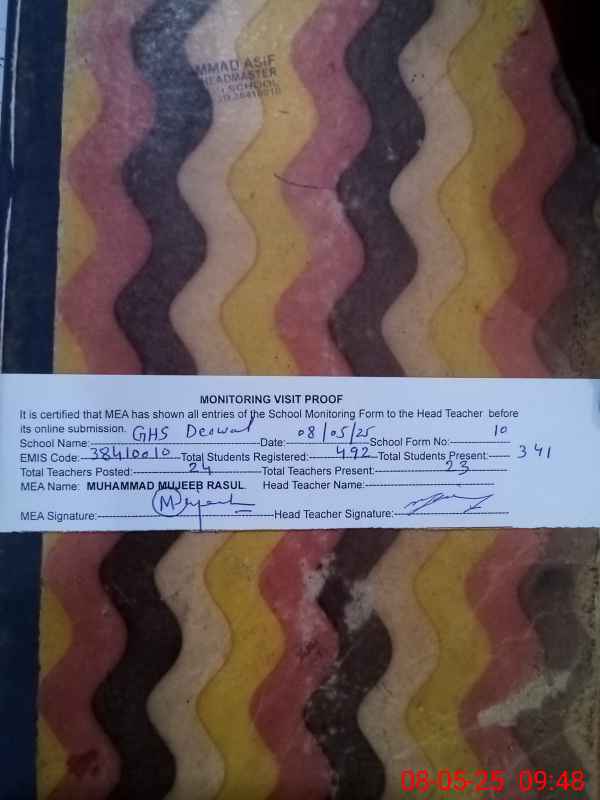 MMAD ASIF
HEADMASTER
SCHOOL
MONITORING VISIT PROOF
It is certified that MEA has shown all entries of the School Monitoring Form to the Head Teacher before
its online submission.
School Name: GHS Deowal Date: 08/05/25 School Form No: 10
EMIS Code: 38410010 Total Students Registered: 492 Total Students Present: 341
Total Teachers Posted: 24 Total Teachers Present: 23
MEA Name: MUHAMMAD MUJEEB RASUL Head Teacher Name:
MEA Signature: Head Teacher Signature:
08-05-25 09:48